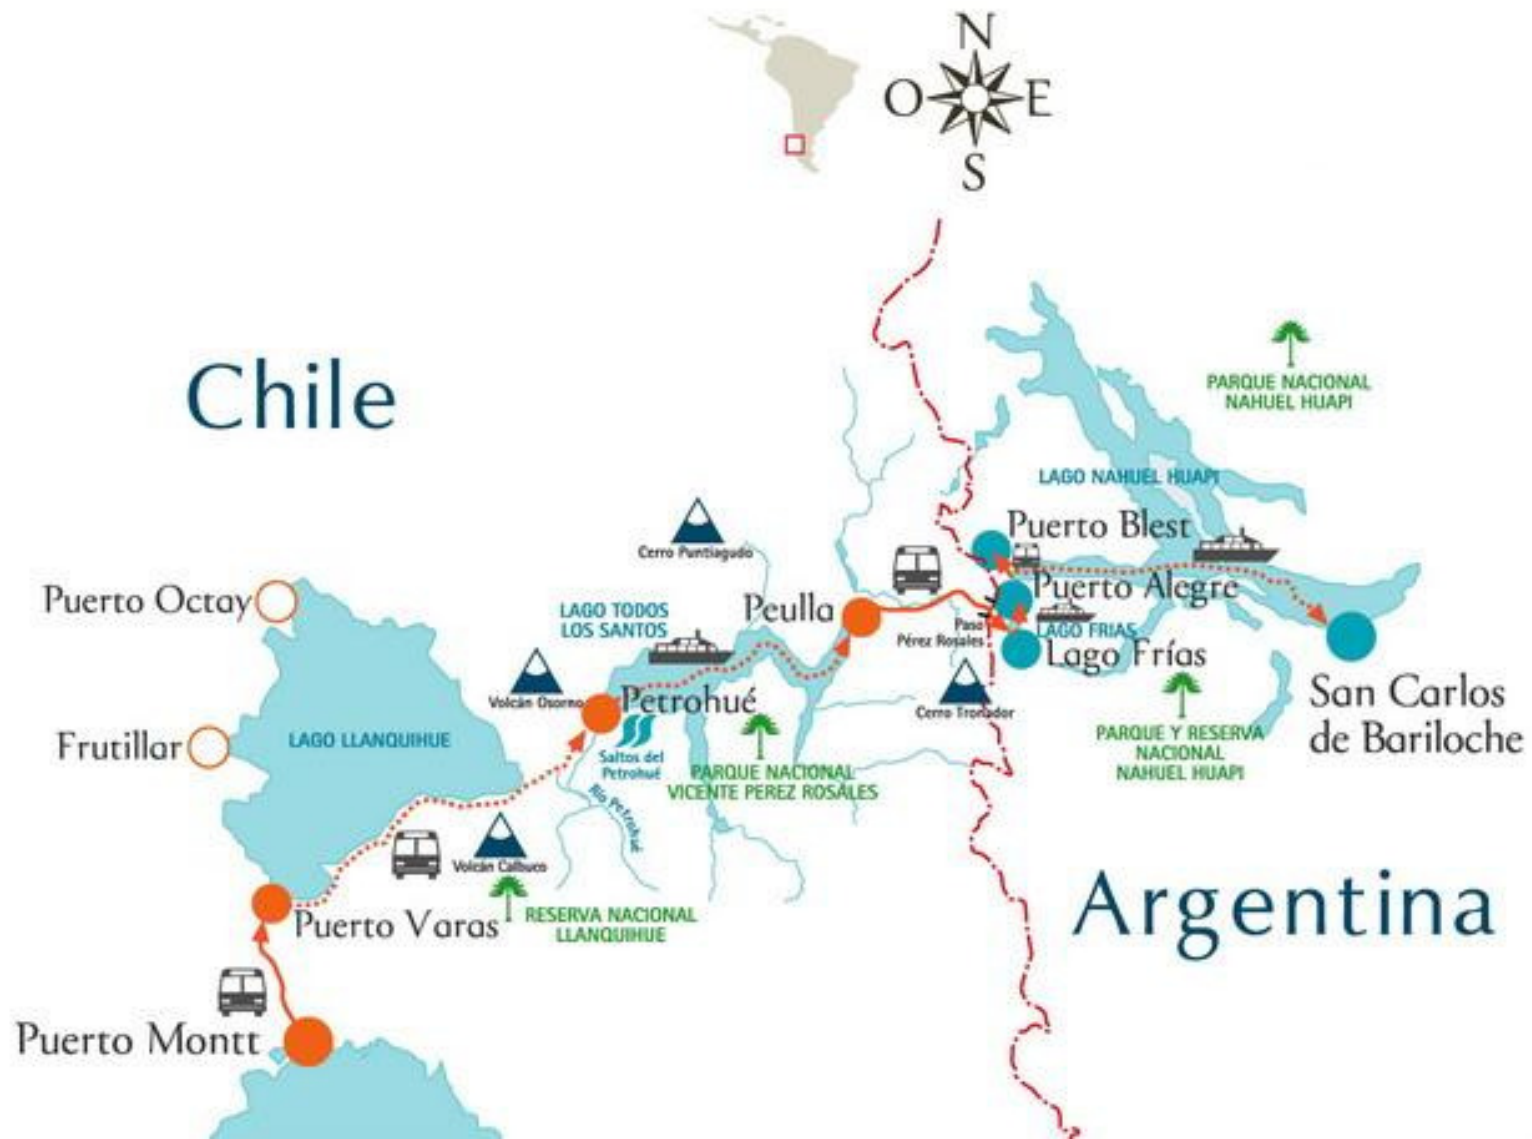 N
O
E
S
Chile
PARQUE NACIONAL
NAHUEL HUAPI
LAGO NAHUEL HUAPI
Puerto Blest
Cerro Puntiagudo
Puerto Octay
LAGO TODOS
LOS SANTOS
Peulla
Puerto Alegre
Paso
Pérez Rosales
LAGO FRIAS
Lago Frías
Volcán Osorno
Petrohué
Cerro Tronador
San Carlos
de Bariloche
Frutillar
LAGO LLANQUIHUE
Saltos del
Petrohué
PARQUE NACIONAL
VICENTE PEREZ ROSALES
PARQUE Y RESERVA
NACIONAL
NAHUEL HUAPI
Río Petrohué
Volcán Calbuco
Puerto Varas
RESERVA NACIONAL
LLANQUIHUE
Argentina
Puerto Montt